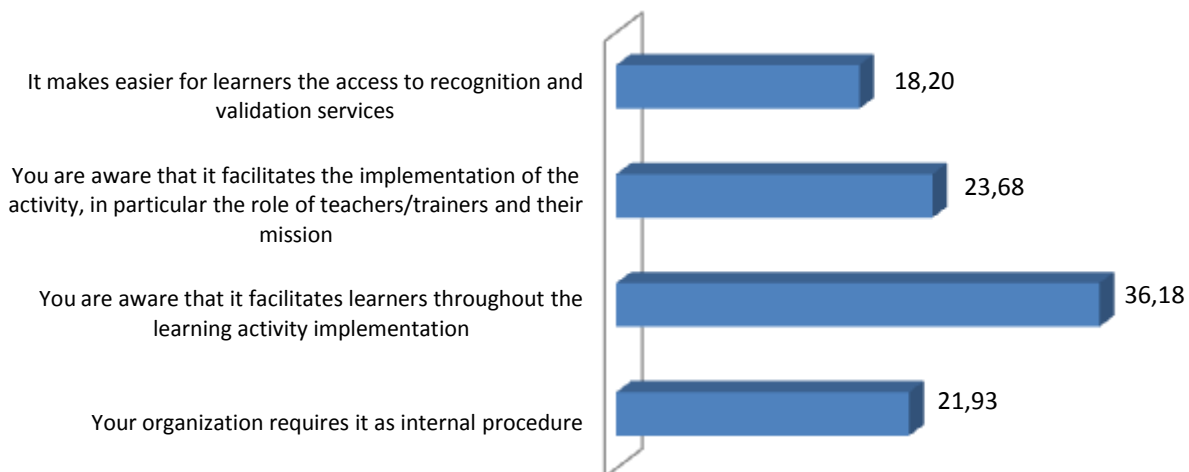 It makes easier for learners the access to recognition and
validation services
18,20
You are aware that it facilitates the implementation of the
activity, in particular the role of teachers/trainers and their
mission
23,68
You are aware that it facilitates learners throughout the
learning activity implementation
36,18
Your organization requires it as internal procedure
21,93